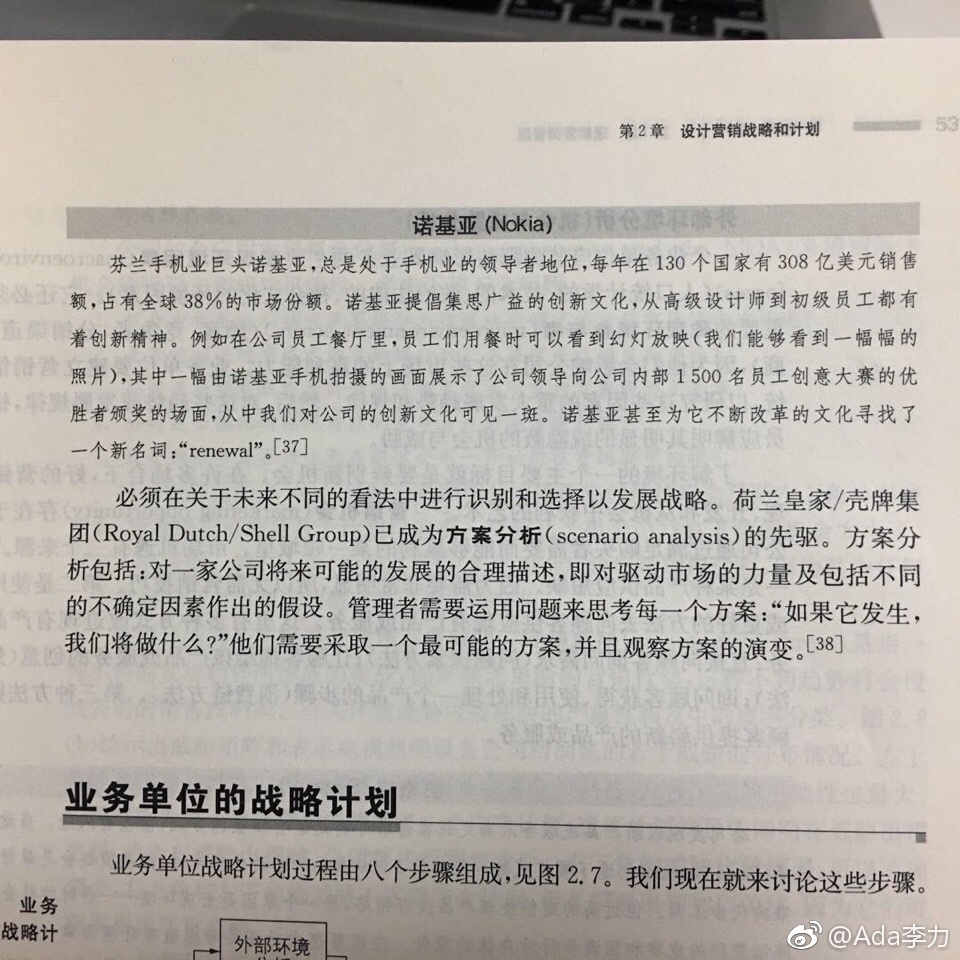 第2章 设计营销战略和计划 53
诺基亚(Nokia)
芬兰手机业巨头诺基亚,总是处于手机业的领导者地位,每年在130个国家有308亿美元销售
额,占有全球38%的市场份额。诺基亚提倡集思广益的创新文化,从高级设计师到初级员工都有
着创新精神。例如在公司员工餐厅里,员工们用餐时可以看到幻灯放映(我们能够看到一幅幅的
照片),其中一幅由诺基亚手机拍摄的画面展示了公司领导向公司内部1500名员工创意大赛的优
胜者颁奖的场面,从中我们对公司的创新文化可见一斑。诺基亚甚至为它不断改革的文化寻找了
一个新名词:“renewal”。[37]
必须在关于未来不同的看法中进行识别和选择以发展战略。荷兰皇家/壳牌集
团(Royal Dutch/Shell Group)已成为方案分析(scenario analysis)的先驱。方案分
析包括:对一家公司将来可能的发展的合理描述,即对驱动市场的力量及包括不同
的不确定因素作出的假设。管理者需要运用问题来思考每一个方案:“如果它发生,
我们将做什么?”他们需要采取一个最可能的方案,并且观察方案的演变。[38]
业务单位的战略计划
业务单位战略计划过程由八个步骤组成,见图2.7。我们现在就来讨论这些步骤。
业务
战略计
外部环境
@Ada李力